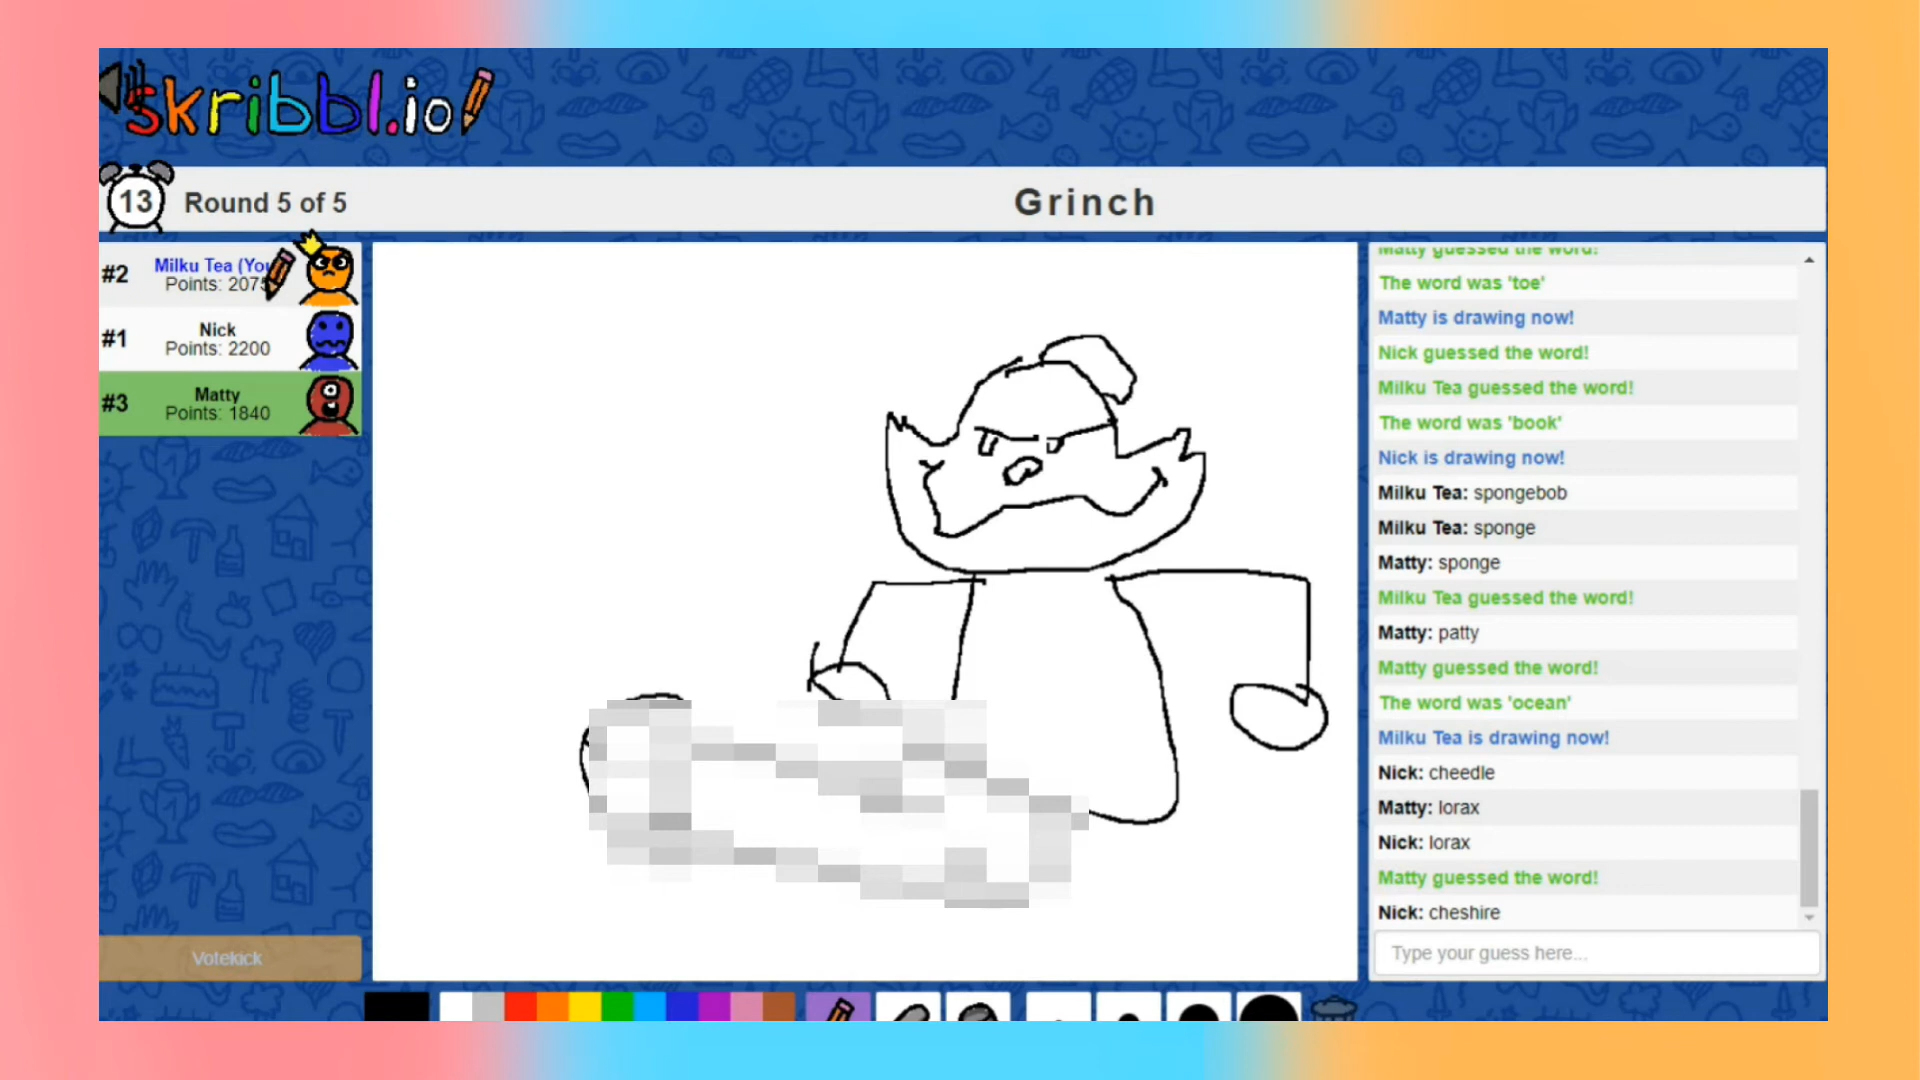 skribbl.io
13
Round 5 of 5
Grinch
#2
Milku Tea (You
Points: 2075
#1
Nick
Points: 2200
#3
Matty
Points: 1840
Votekick
Matty guessed the word!
The word was 'toe'
Matty is drawing now!
Nick guessed the word!
Milku Tea guessed the word!
The word was 'book'
Nick is drawing now!
Milku Tea: spongebob
Milku Tea: sponge
Matty: sponge
Milku Tea guessed the word!
Matty: patty
Matty guessed the word!
The word was 'ocean'
Milku Tea is drawing now!
Nick: cheedle
Matty: lorax
Nick: lorax
Matty guessed the word!
Nick: cheshire
Type your guess here...